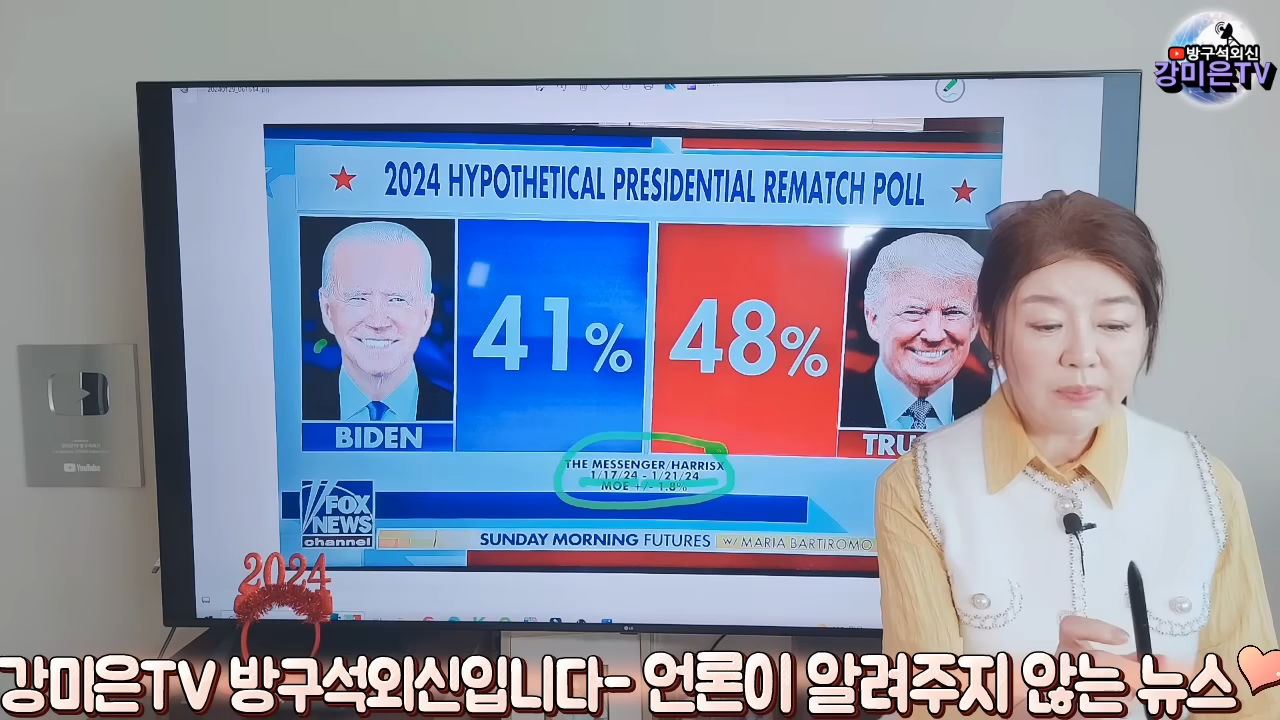 방구석외신
강미은TV
2024 HYPOTHETICAL PRESIDENTIAL REMATCH POLL
41%
48%
BIDEN
TRU
THE MESSENGER/HARRISX
1/17/24 - 1/21/24
MOE +/- 1.8%
FOX
NEWS
channel
SUNDAY MORNING FUTURES W/ MARIA BARTIROMO
YouTube
2024
LG
강미은TV 방구석외신입니다- 언론이 알려주지 않는 뉴스